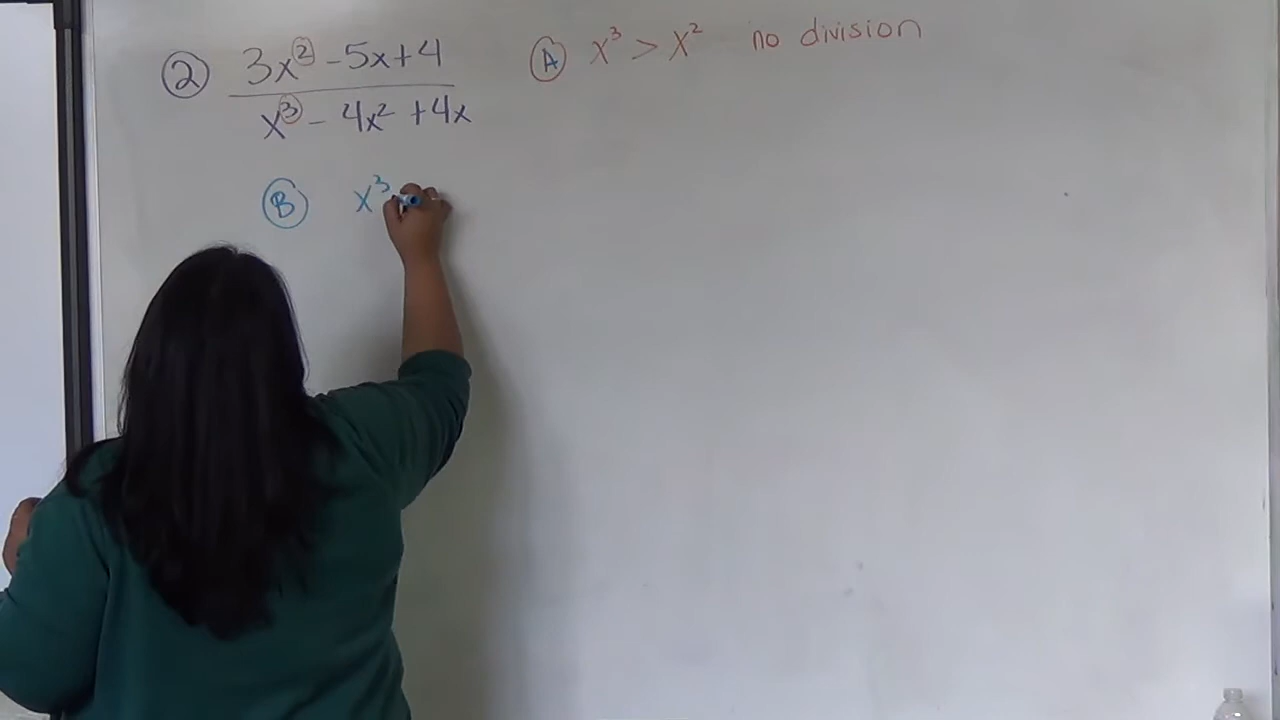 ② 3x² - 5x + 4
x³ - 4x² + 4x
Ⓐ x³ > x² no division
Ⓑ x³